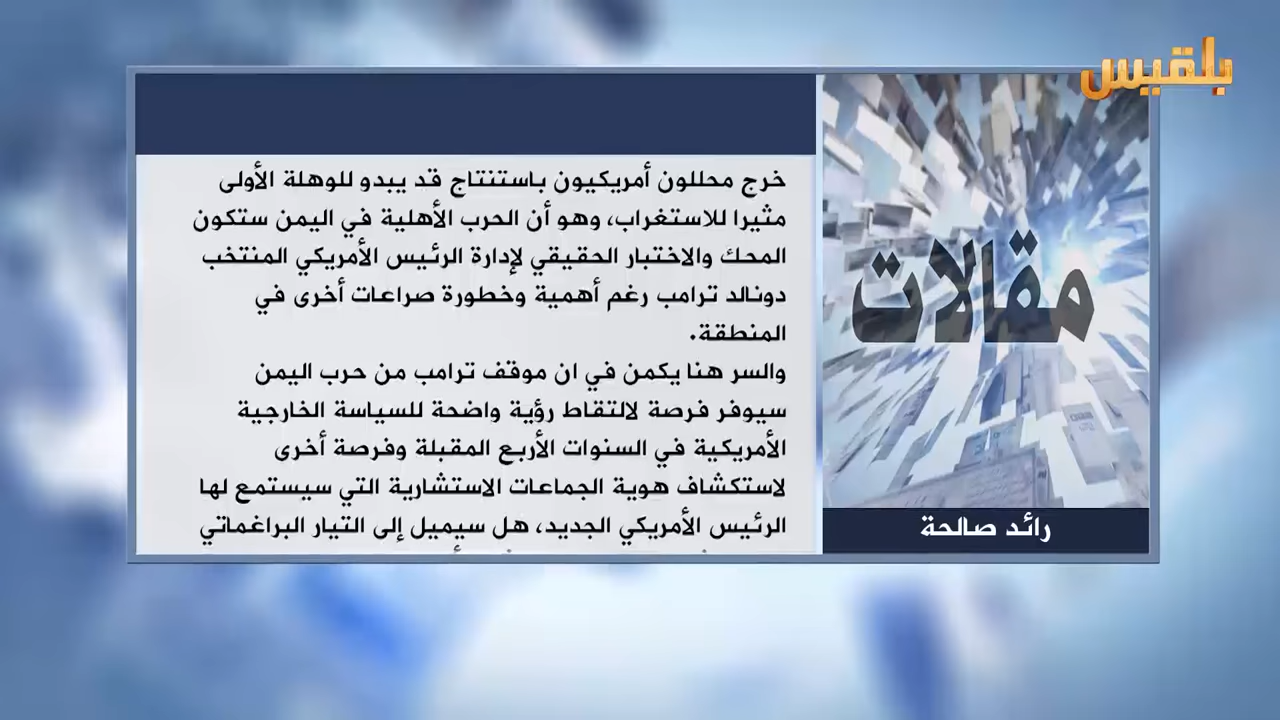 بلقيس
خرج محللون أمريكيون باستنتاج قد يبدو للوهلة الأولى
مثيرا للاستغراب، وهو أن الحرب الأهلية في اليمن ستكون
المحك والاختبار الحقيقي لإدارة الرئيس الأمريكي المنتخب
دونالد ترامب رغم أهمية وخطورة صراعات أخرى في
المنطقة.
والسر هنا يكمن في ان موقف ترامب من حرب اليمن
سيوفر فرصة لالتقاط رؤية واضحة للسياسة الخارجية
الأمريكية في السنوات الأربع المقبلة وفرصة أخرى
لاستكشاف هوية الجماعات الاستشارية التي سيستمع لها
الرئيس الأمريكي الجديد، هل سيميل إلى التيار البراغماتي
مقالات
رائد صالحة